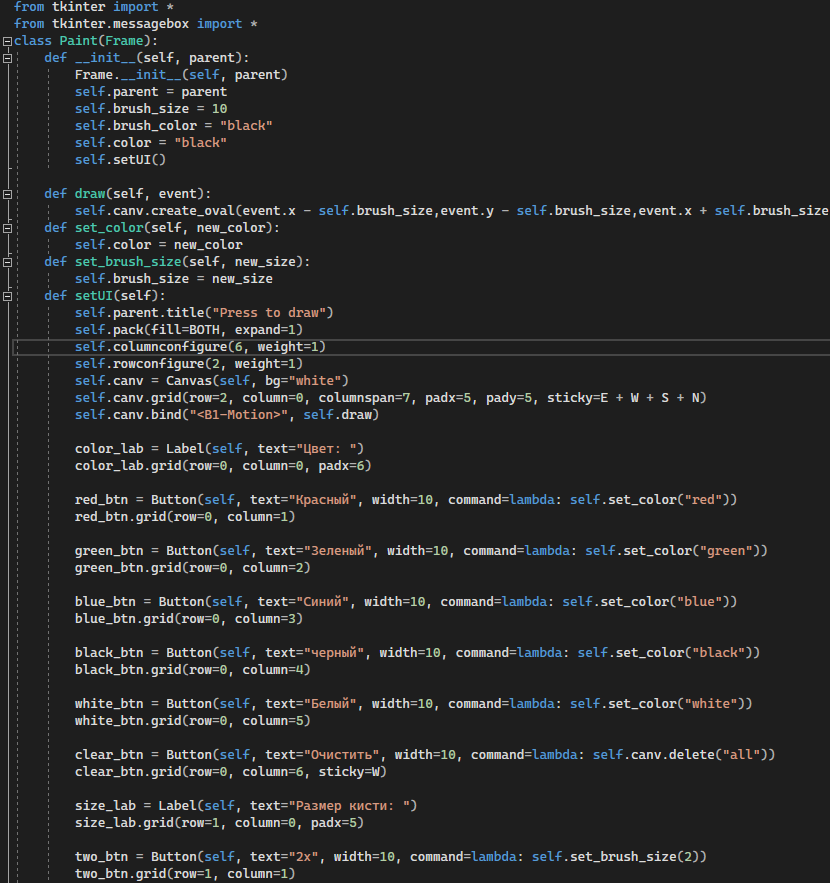 from tkinter import *
from tkinter.messagebox import *
class Paint(Frame):
    def __init__(self, parent):
        Frame.__init__(self, parent)
        self.parent = parent
        self.brush_size = 10
        self.brush_color = "black"
        self.color = "black"
        self.setUI()

    def draw(self, event):
        self.canv.create_oval(event.x - self.brush_size,event.y - self.brush_size,event.x + self.brush_size
    def set_color(self, new_color):
        self.color = new_color
    def set_brush_size(self, new_size):
        self.brush_size = new_size
    def setUI(self):
        self.parent.title("Press to draw")
        self.pack(fill=BOTH, expand=1)
        self.columnconfigure(6, weight=1)
        self.rowconfigure(2, weight=1)
        self.canv = Canvas(self, bg="white")
        self.canv.grid(row=2, column=0, columnspan=7, padx=5, pady=5, sticky=E + W + S + N)
        self.canv.bind("<B1-Motion>", self.draw)

        color_lab = Label(self, text="Цвет: ")
        color_lab.grid(row=0, column=0, padx=6)

        red_btn = Button(self, text="Красный", width=10, command=lambda: self.set_color("red"))
        red_btn.grid(row=0, column=1)

        green_btn = Button(self, text="Зеленый", width=10, command=lambda: self.set_color("green"))
        green_btn.grid(row=0, column=2)

        blue_btn = Button(self, text="Синий", width=10, command=lambda: self.set_color("blue"))
        blue_btn.grid(row=0, column=3)

        black_btn = Button(self, text="черный", width=10, command=lambda: self.set_color("black"))
        black_btn.grid(row=0, column=4)

        white_btn = Button(self, text="Белый", width=10, command=lambda: self.set_color("white"))
        white_btn.grid(row=0, column=5)

        clear_btn = Button(self, text="Очистить", width=10, command=lambda: self.canv.delete("all"))
        clear_btn.grid(row=0, column=6, sticky=W)

        size_lab = Label(self, text="Размер кисти: ")
        size_lab.grid(row=1, column=0, padx=5)

        two_btn = Button(self, text="2x", width=10, command=lambda: self.set_brush_size(2))
        two_btn.grid(row=1, column=1)